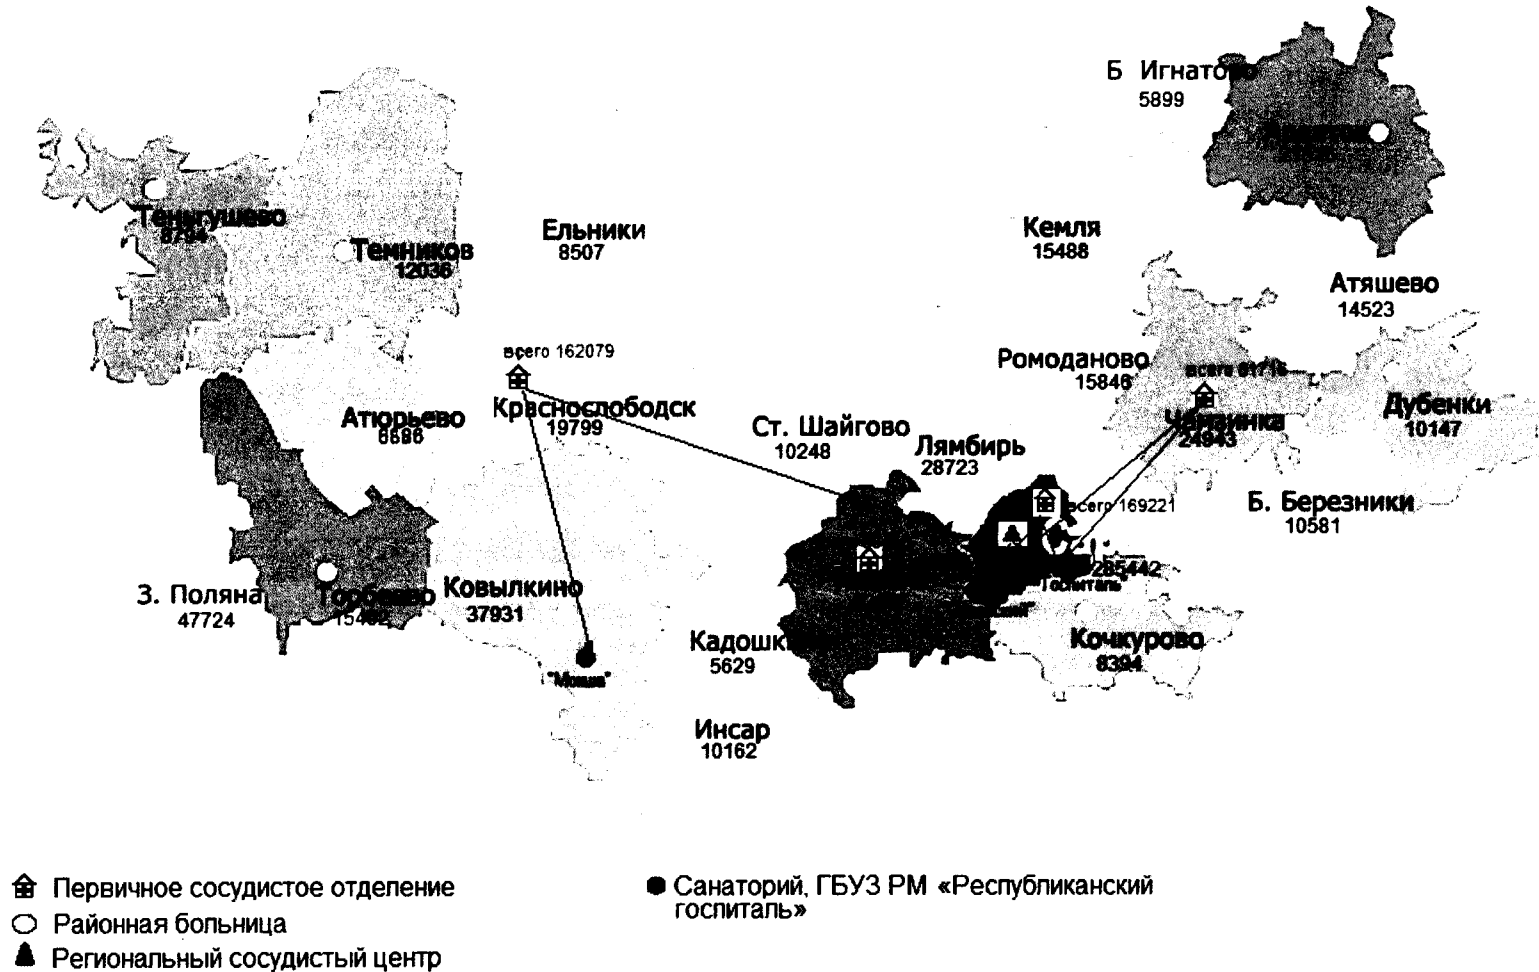 Б Игнатово
5899
Теньгушево
8794
Темников
12036
Ельники
8507
Кемля
15488
Атяшево
14523
всего 162079
Краснослободск
19799
Атюрьево
Ромоданово
15846
всего
Чамзинка
24943
Дубенки
10147
Ст. Шайгово
10248
Лямбирь
28723
всего 169221
Б. Березники
10581
285442
Госпиталь
З. Поляна
47724
Торбеево
Ковылкино
37931
"Мокша"
Кадошк
5629
Кочкурово
8394
Инсар
10162
Первичное сосудистое отделение
Районная больница
Региональный сосудистый центр
Санаторий, ГБУЗ РМ «Республиканский
госпиталь»